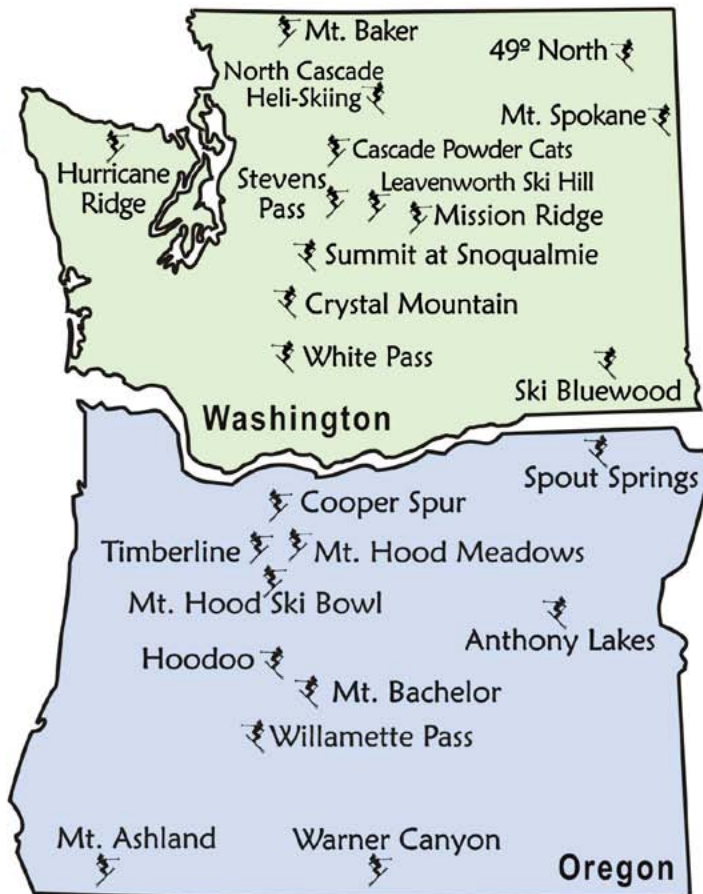 Mt. Baker
49º North
North Cascade
Heli-Skiing
Mt. Spokane
Hurricane
Ridge
Cascade Powder Cats
Stevens
Pass
Leavenworth Ski Hill
Mission Ridge
Summit at Snoqualmie
Crystal Mountain
White Pass
Ski Bluewood
Washington
Spout Springs
Cooper Spur
Timberline
Mt. Hood Meadows
Mt. Hood Ski Bowl
Anthony Lakes
Hoodoo
Mt. Bachelor
Willamette Pass
Mt. Ashland
Warner Canyon
Oregon